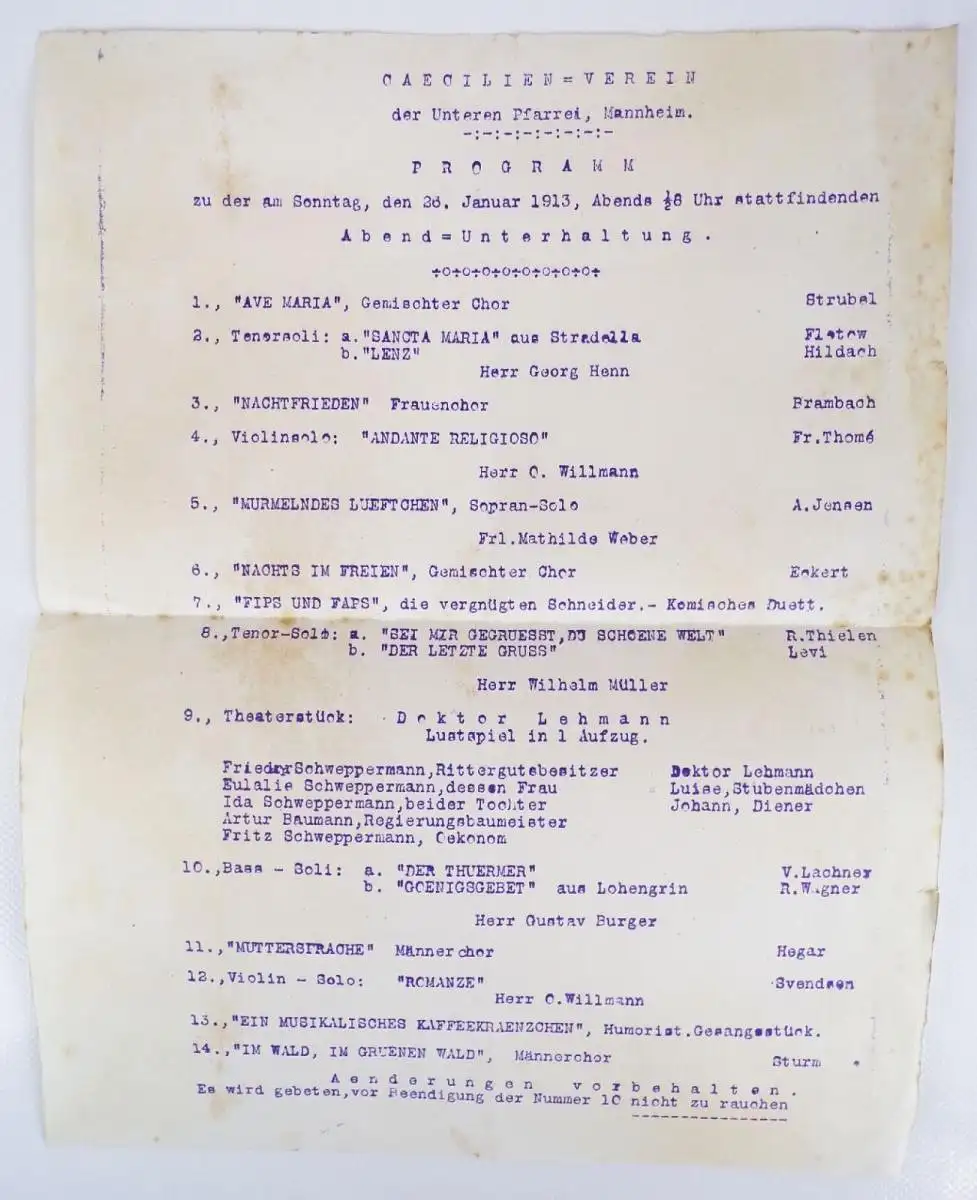 CAECILIEN=VEREIN
der Unteren Pfarrei, Mannheim.
-:-:-:-:-:-:-:-
PROGRAMM
zu der am Sonntag, den 26. Januar 1913, Abends ½8 Uhr stattfindenden
Abend=Unterhaltung.
÷O÷O÷O÷O÷O÷O÷O÷O÷O÷
1., "AVE MARIA", Gemischter Chor Strubel
2., Tenorsoli: a. "SANCTA MARIA" aus Stradella Flotow
b. "LENZ" Hildach
Herr Georg Henn
3., "NACHTFRIEDEN" Frauenchor Brambach
4., Violinsolo: "ANDANTE RELIGIOSO" Fr.Thomé
Herr O. Willmann
5., "MURMELNDES LUEFTCHEN", Sopran-Solo A.Jensen
Frl.Mathilde Weber
6., "NACHTS IM FREIEN", Gemischter Chor Eckert
7., "FIPS UND FAPS", die vergnügten Schneider.- Komisches Duett.
8.,Tenor-Solo: a. "SEI MIR GEGRUESST,DU SCHOENE WELT" R.Thielen
b. "DER LETZTE GRUSS" Levi
Herr Wilhelm Müller
9., Theaterstück: Doktor Lehmann
Lustspiel in 1 Aufzug.
Friedr.Schweppermann,Rittergutsbesitzer Doktor Lehmann
Eulalie Schweppermann,dessen Frau Luise,Stubenmädchen
Ida Schweppermann,beider Tochter Johann, Diener
Artur Baumann,Regierungsbaumeister
Fritz Schweppermann, Oekonom
10.,Bass - Soli: a. "DER THUERMER" V.Lachner
b. "GOENIGSGEBET" aus Lohengrin R.Wagner
Herr Gustav Burger
11.,"MUTTERSPRACHE" Männerchor Hegar
12.,Violin - Solo: "ROMANZE" Svendsen
Herr O.Willmann
13.,"EIN MUSIKALISCHES KAFFEEKRAENZCHEN", Humorist.Gesangsstück.
14.,"IM WALD, IM GRUENEN WALD", Männerchor Sturm
Aenderungen vorbehalten.
Es wird gebeten,vor Beendigung der Nummer 10 nicht zu rauchen